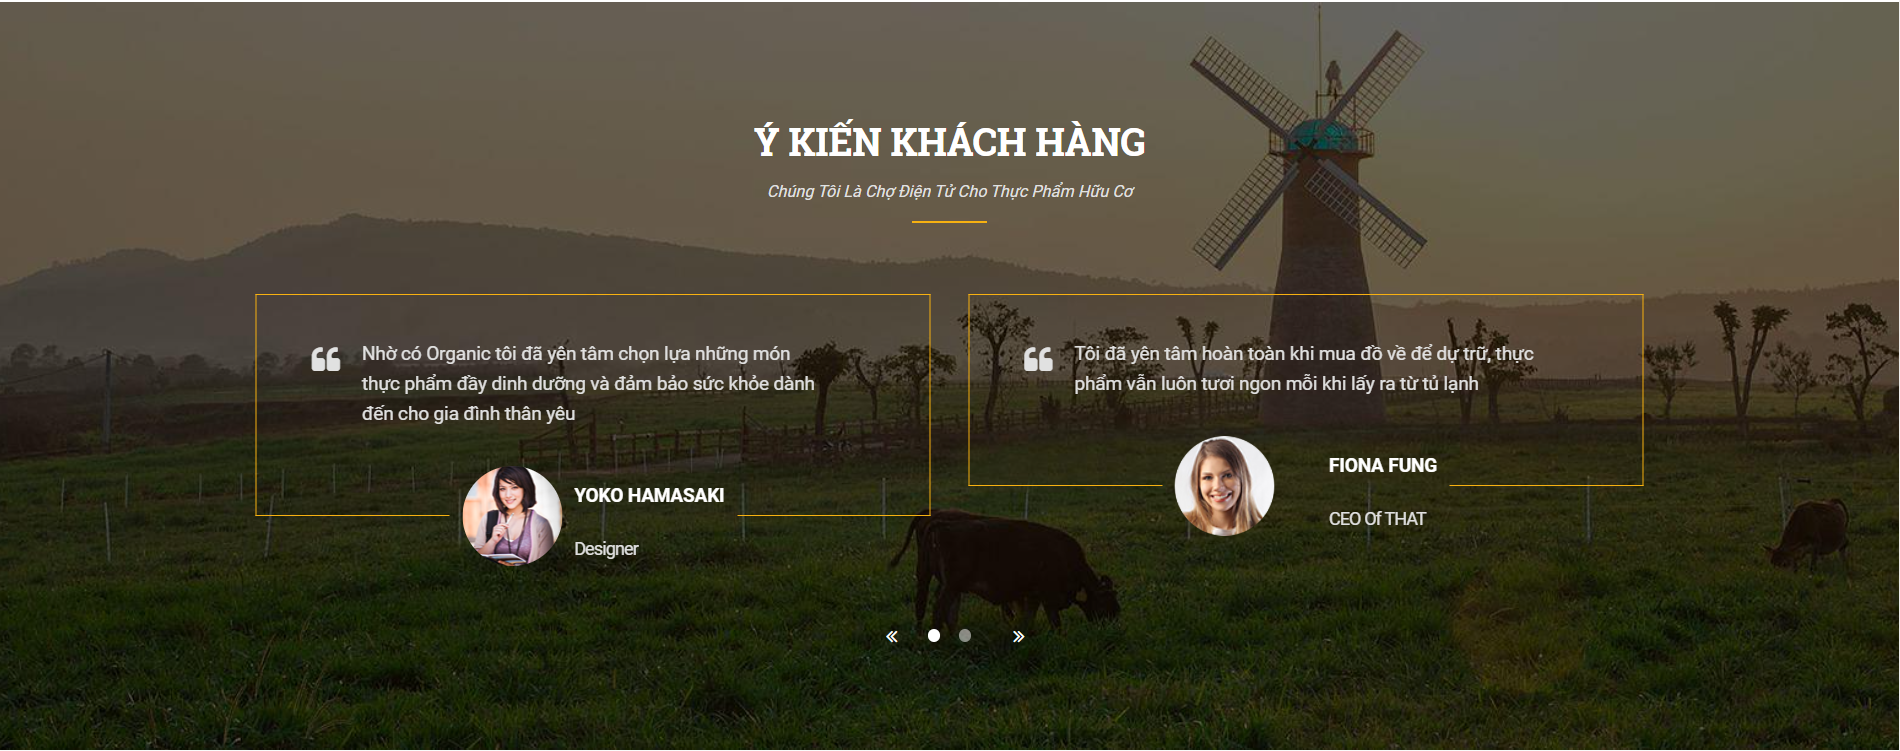 Ý KIẾN KHÁCH HÀNG
Chúng Tôi Là Chợ Điện Tử Cho Thực Phẩm Hữu Cơ
Nhờ có Organic tôi đã yên tâm chọn lựa những món
thực phẩm đầy dinh dưỡng và đảm bảo sức khỏe dành
đến cho gia đình thân yêu
YOKO HAMASAKI
Designer
Tôi đã yên tâm hoàn toàn khi mua đồ về để dự trữ, thực
phẩm vẫn luôn tươi ngon mỗi khi lấy ra từ tủ lạnh
FIONA FUNG
CEO Of THAT